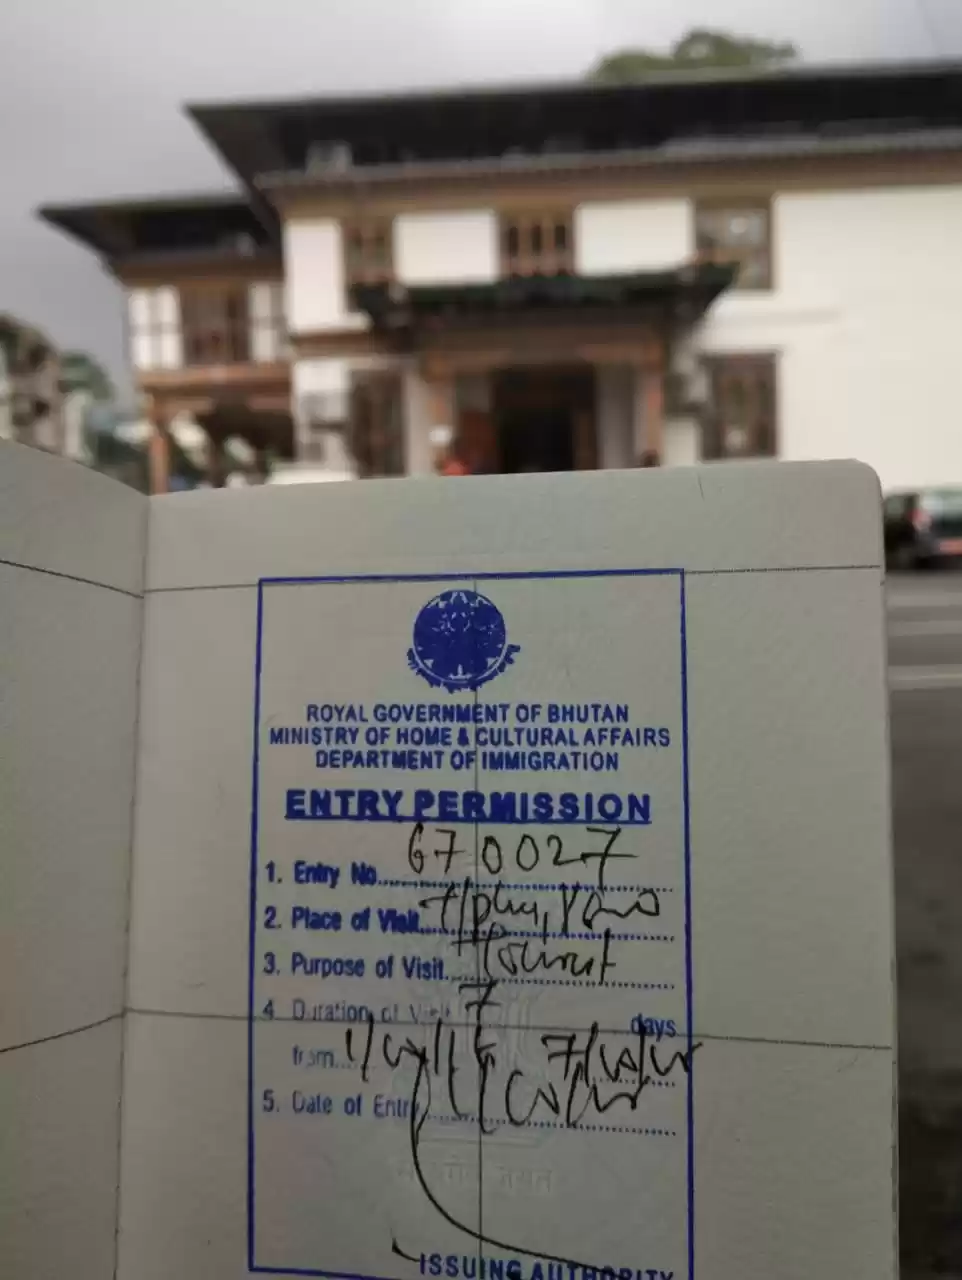 ROYAL GOVERNMENT OF BHUTAN
MINISTRY OF HOME & CULTURAL AFFAIRS
DEPARTMENT OF IMMIGRATION
ENTRY PERMISSION
1. Entry No. 670027
2. Place of Visit T/phu,
3. Purpose of Visit Tourist
4. Duration of Visit 7 days
from
5. Date of Entry
ISSUING AUTHORITY